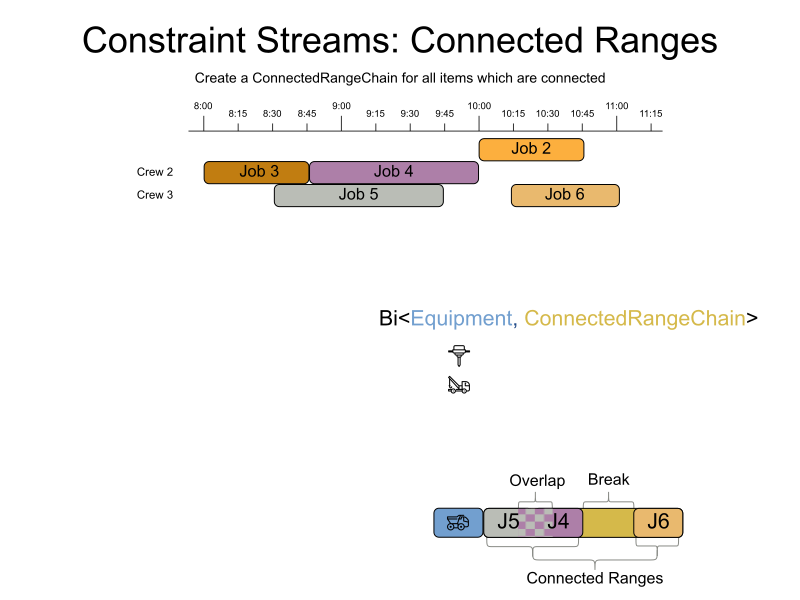 Constraint Streams: Connected Ranges
Create a ConnectedRangeChain for all items which are connected
8:00 8:15 8:30 8:45 9:00 9:15 9:30 9:45 10:00 10:15 10:30 10:45 11:00 11:15
Job 2
Crew 2 Job 3 Job 4
Crew 3 Job 5 Job 6
Bi<Equipment, ConnectedRangeChain>
Overlap Break
J5 J4 J6
Connected Ranges